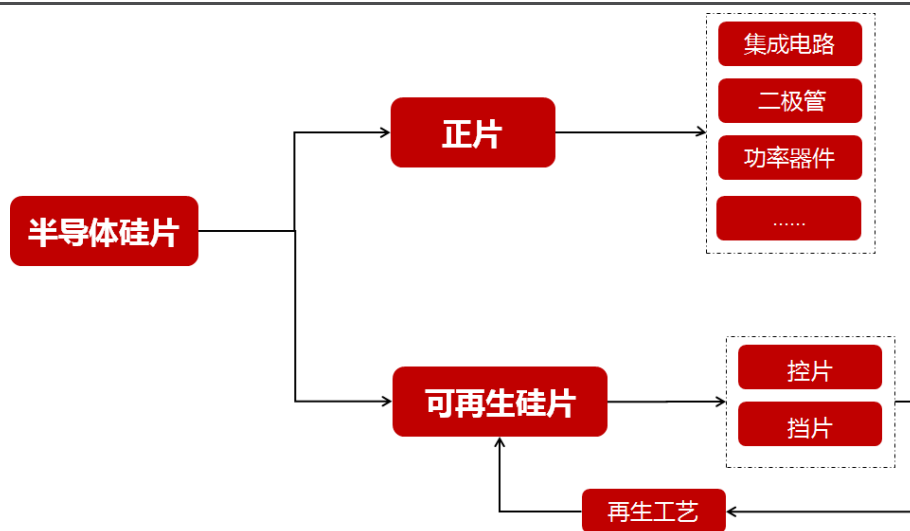 集成电路
二极管
正片
功率器件
……
半导体硅片
可再生硅片
控片
挡片
再生工艺